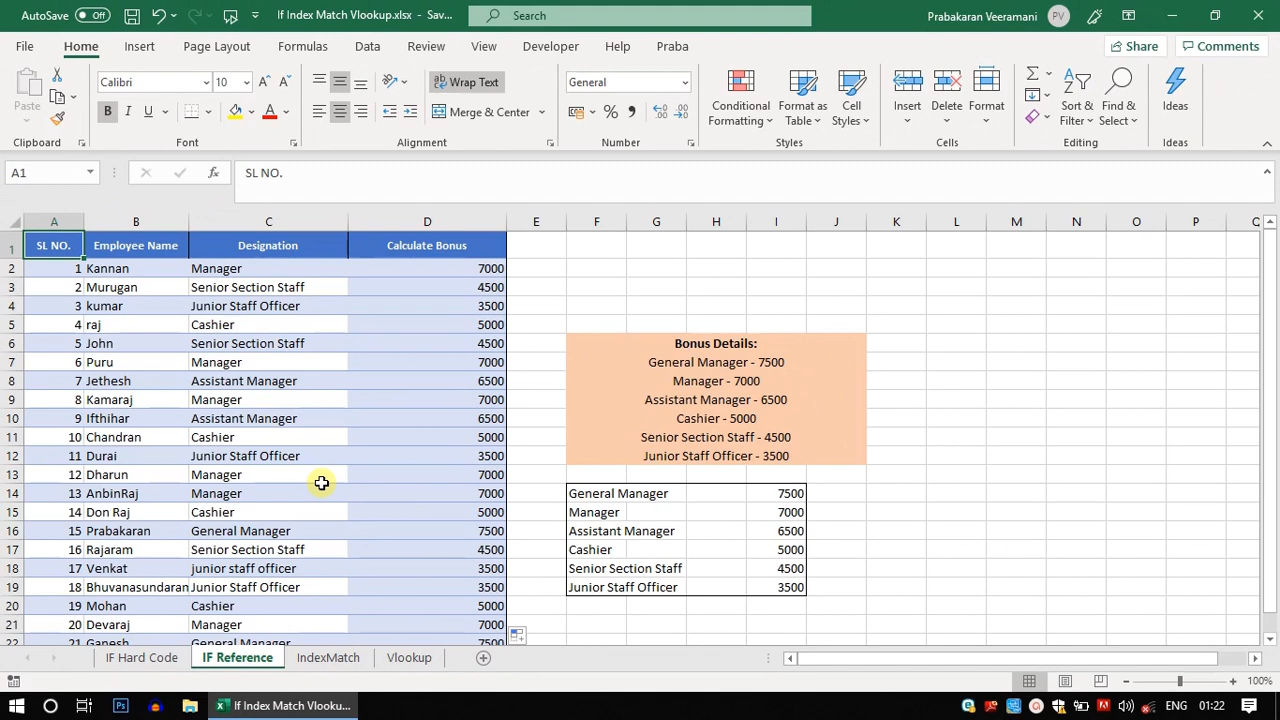 AutoSave Off If Index Match Vlookup.xlsx - Sav... Search Prabakaran Veeramani PV
File Home Insert Page Layout Formulas Data Review View Developer Help Praba Share Comments
Paste Calibri 10 A A Wrap Text General Conditional Formatting Format as Table Cell Styles Insert Delete Format Sort & Filter Find & Select Ideas
B I U A Merge & Center % ,
Clipboard Font Alignment Number Styles Cells Editing Ideas
A1 fx SL NO.
A B C D E F G H I J K L M N O P Q
1 SL NO. Employee Name Designation Calculate Bonus
2 1 Kannan Manager 7000
3 2 Murugan Senior Section Staff 4500
4 3 kumar Junior Staff Officer 3500
5 4 raj Cashier 5000
6 5 John Senior Section Staff 4500 Bonus Details:
7 6 Puru Manager 7000 General Manager - 7500
8 7 Jethesh Assistant Manager 6500 Manager - 7000
9 8 Kamaraj Manager 7000 Assistant Manager - 6500
10 9 Ifthihar Assistant Manager 6500 Cashier - 5000
11 10 Chandran Cashier 5000 Senior Section Staff - 4500
12 11 Durai Junior Staff Officer 3500 Junior Staff Officer - 3500
13 12 Dharun Manager 7000
14 13 AnbinRaj Manager 7000 General Manager 7500
15 14 Don Raj Cashier 5000 Manager 7000
16 15 Prabakaran General Manager 7500 Assistant Manager 6500
17 16 Rajaram Senior Section Staff 4500 Cashier 5000
18 17 Venkat junior staff officer 3500 Senior Section Staff 4500
19 18 Bhuvanasundaran Junior Staff Officer 3500 Junior Staff Officer 3500
20 19 Mohan Cashier 5000
21 20 Devaraj Manager 7000
22 21 Ganesh General Manager 7500
IF Hard Code IF Reference IndexMatch Vlookup
100%
If Index Match Vlooku... ENG 01:22